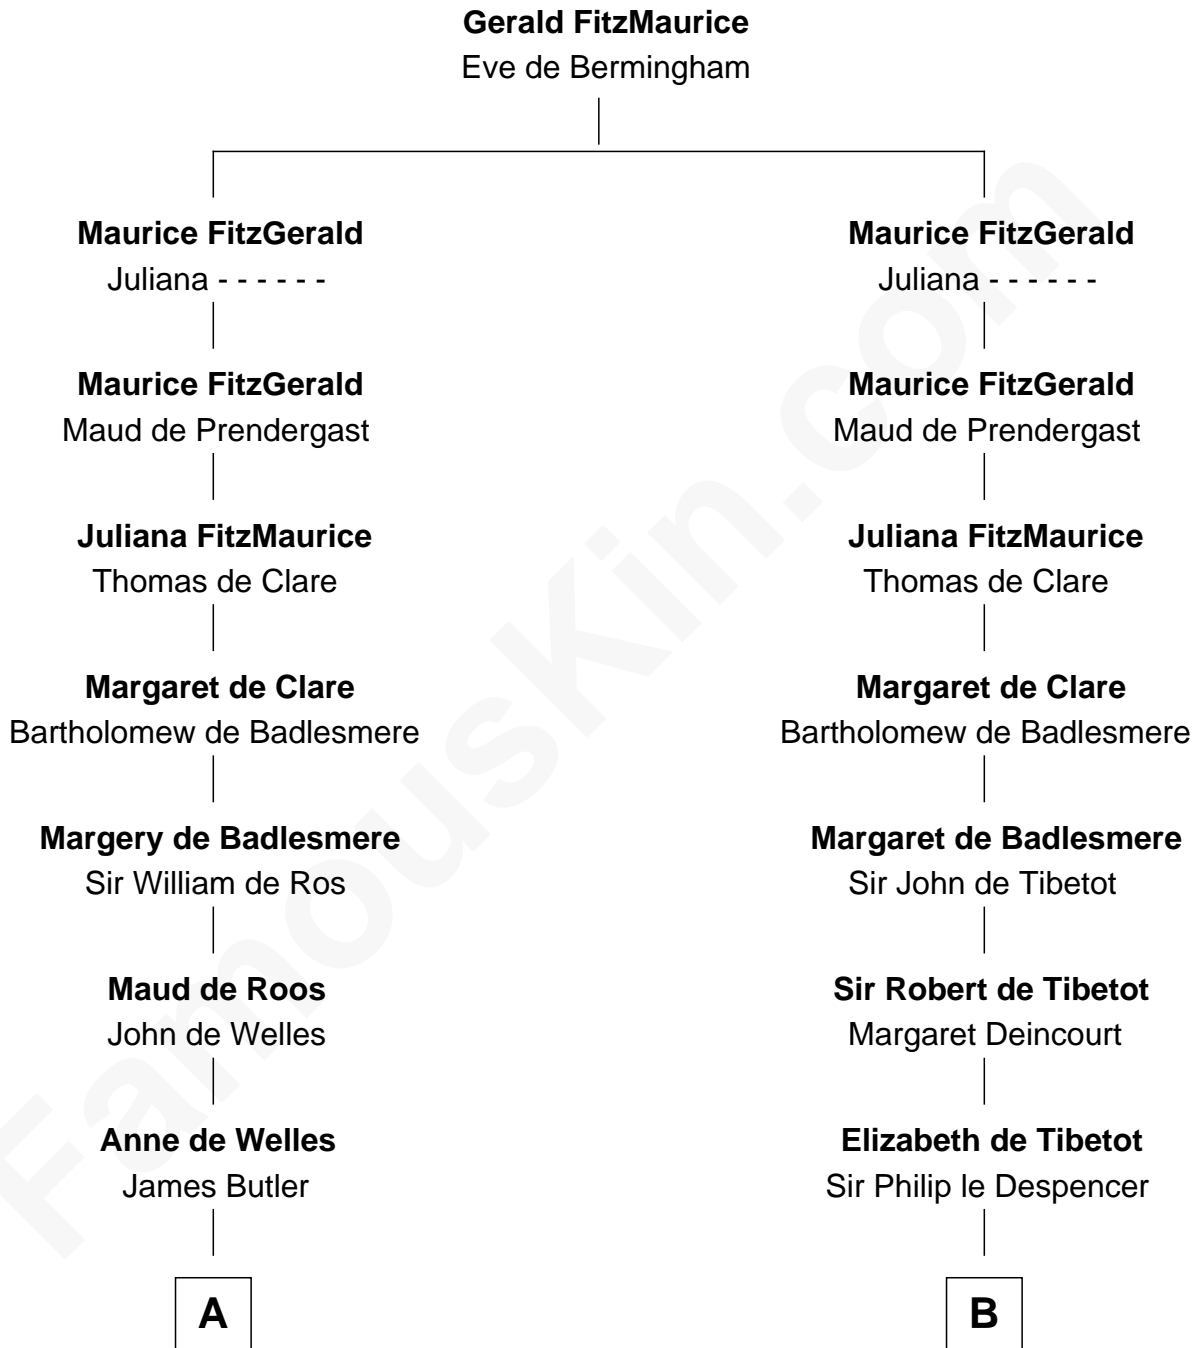 Gerald FitzMaurice
Eve de Bermingham
Maurice FitzGerald
Juliana - - - - - -
Maurice FitzGerald
Juliana - - - - - -
Maurice FitzGerald
Maud de Prendergast
Maurice FitzGerald
Maud de Prendergast
Juliana FitzMaurice
Thomas de Clare
Juliana FitzMaurice
Thomas de Clare
Margaret de Clare
Bartholomew de Badlesmere
Margaret de Clare
Bartholomew de Badlesmere
Margery de Badlesmere
Sir William de Ros
Margaret de Badlesmere
Sir John de Tibetot
Maud de Roos
John de Welles
Sir Robert de Tibetot
Margaret Deincourt
Anne de Welles
James Butler
Elizabeth de Tibetot
Sir Philip le Despencer
A
B
FamousKin.com